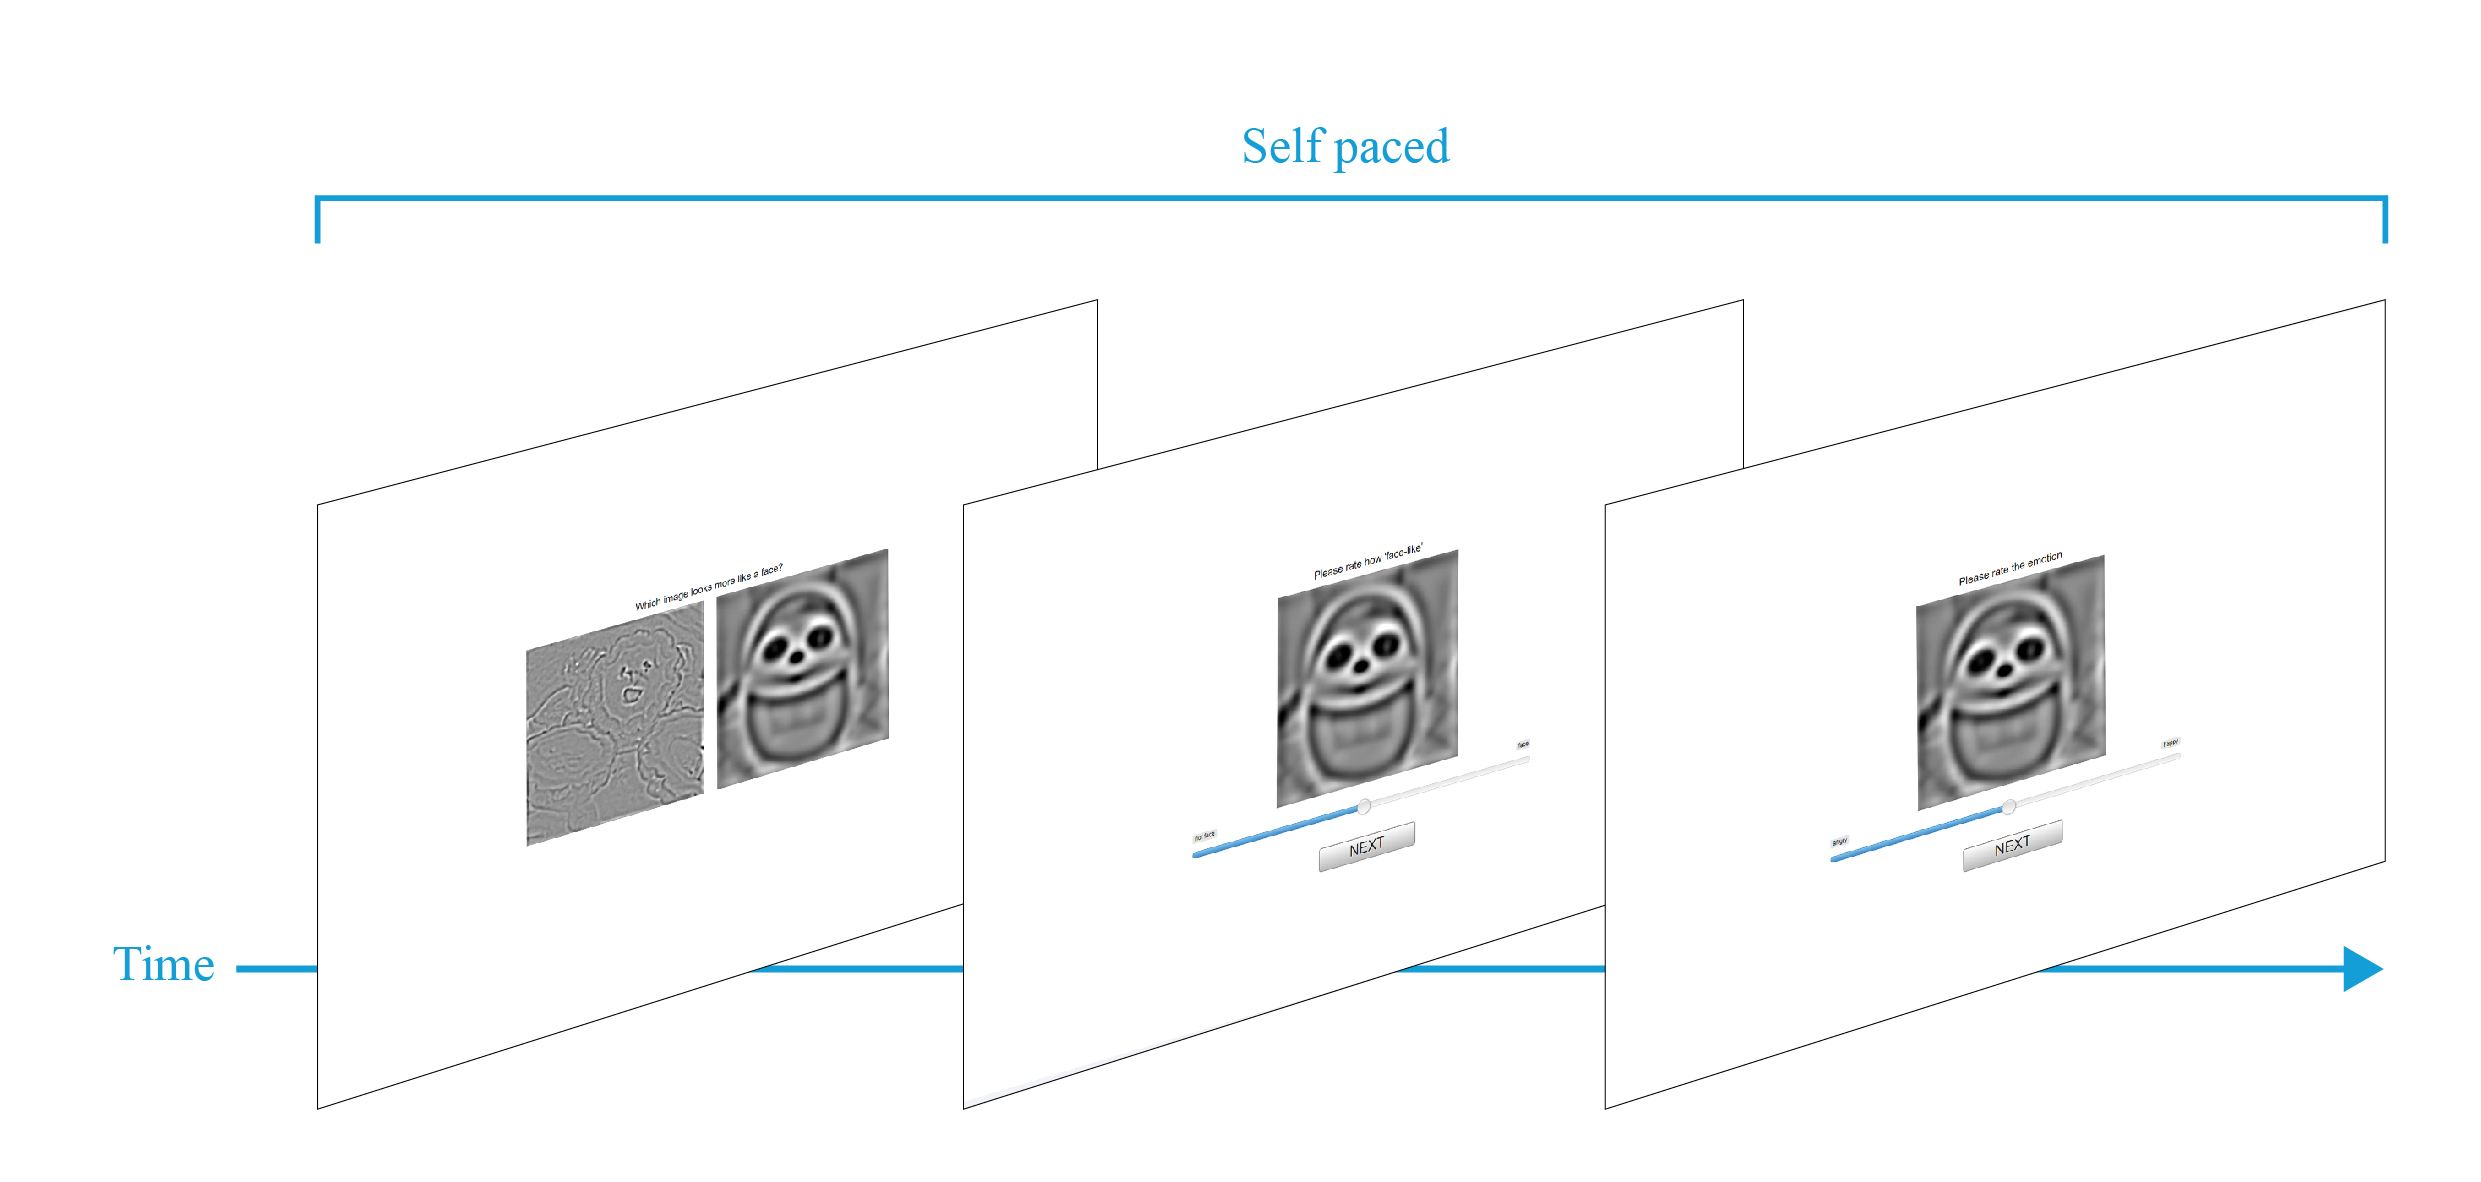 Self paced
Which image looks more like a face?
Please rate how 'face-like'
Please rate the emotion
not face
face
NEXT
angry
happy
NEXT
Time